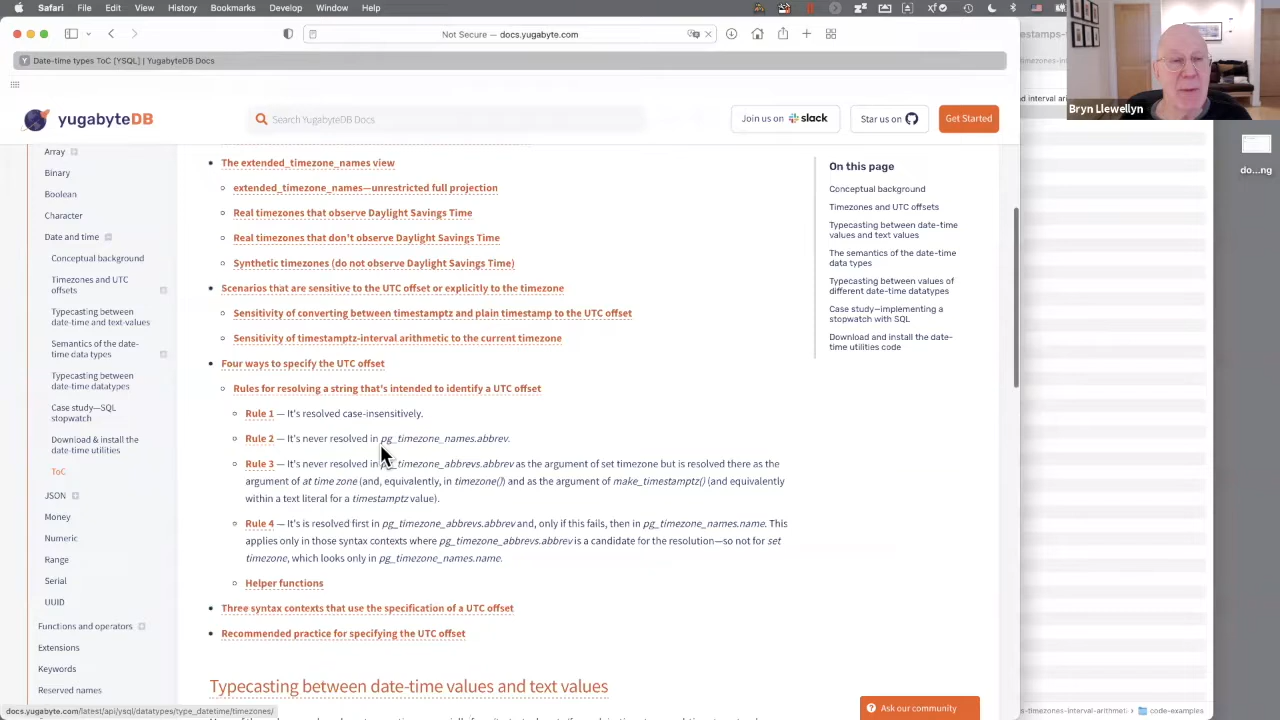 Safari File Edit View History Bookmarks Develop Window Help
Not Secure — docs.yugabyte.com
Date-time types ToC [YSQL] | YugabyteDB Docs
yugabyteDB
Search YugabyteDB Docs
Join us on slack
Star us on
Get Started
Bryn Llewellyn
do...ng
Array
Binary
Boolean
Character
Date and time
Conceptual background
Timezones and UTC
offsets
Typecasting between
date-time and text-values
Semantics of the date-
time data types
Typecasting between
date-time datatypes
Case study—SQL
stopwatch
Download & install the
date-time utilities
ToC
JSON
Money
Numeric
Range
Serial
UUID
Functions and operators
Extensions
Keywords
Reserved names
The extended_timezone_names view
extended_timezone_names—unrestricted full projection
Real timezones that observe Daylight Savings Time
Real timezones that don't observe Daylight Savings Time
Synthetic timezones (do not observe Daylight Savings Time)
Scenarios that are sensitive to the UTC offset or explicitly to the timezone
Sensitivity of converting between timestamptz and plain timestamp to the UTC offset
Sensitivity of timestamptz-interval arithmetic to the current timezone
Four ways to specify the UTC offset
Rules for resolving a string that's intended to identify a UTC offset
Rule 1 — It's resolved case-insensitively.
Rule 2 — It's never resolved in pg_timezone_names.abbrev.
Rule 3 — It's never resolved in pg_timezone_abbrevs.abbrev as the argument of set timezone but is resolved there as the
argument of at time zone (and, equivalently, in timezone()) and as the argument of make_timestamptz() (and equivalently
within a text literal for a timestamptz value).
Rule 4 — It's is resolved first in pg_timezone_abbrevs.abbrev and, only if this fails, then in pg_timezone_names.name. This
applies only in those syntax contexts where pg_timezone_abbrevs.abbrev is a candidate for the resolution—so not for set
timezone, which looks only in pg_timezone_names.name.
Helper functions
Three syntax contexts that use the specification of a UTC offset
Recommended practice for specifying the UTC offset
Typecasting between date-time values and text values
On this page
Conceptual background
Timezones and UTC offsets
Typecasting between date-time
values and text values
The semantics of the date-time
data types
Typecasting between values of
different date-time datatypes
Case study—implementing a
stopwatch with SQL
Download and install the date-
time utilities code
Ask our community
docs.yugabyte.com/latest/api/ysql/datatypes/type_datetime/timezones/
code-examples